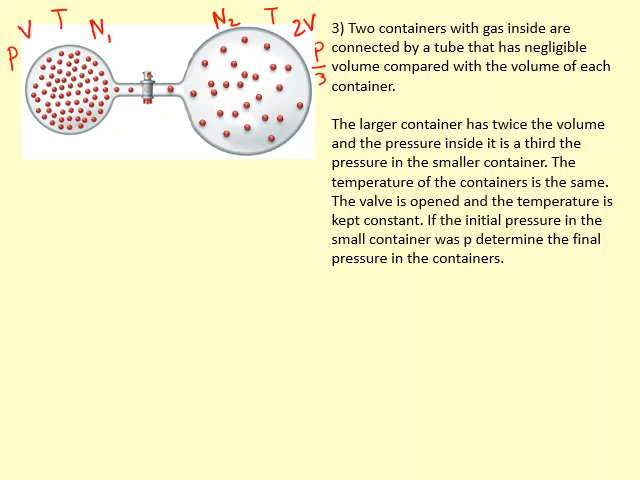 P V T N₁
N₂ T 2V P/3
3) Two containers with gas inside are
connected by a tube that has negligible
volume compared with the volume of each
container.
The larger container has twice the volume
and the pressure inside it is a third the
pressure in the smaller container. The
temperature of the containers is the same.
The valve is opened and the temperature is
kept constant. If the initial pressure in the
small container was p determine the final
pressure in the containers.